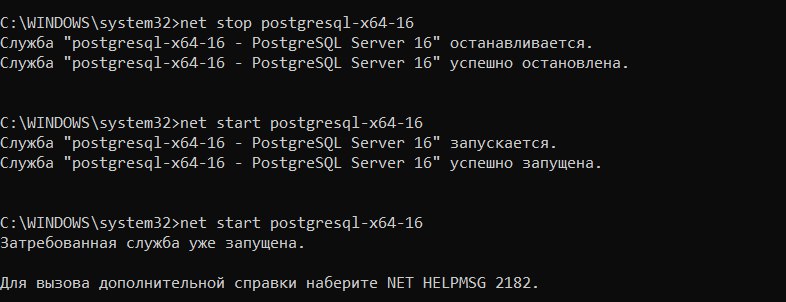 C:\WINDOWS\system32>net stop postgresql-x64-16
Служба "postgresql-x64-16 - PostgreSQL Server 16" останавливается.
Служба "postgresql-x64-16 - PostgreSQL Server 16" успешно остановлена.
C:\WINDOWS\system32>net start postgresql-x64-16
Служба "postgresql-x64-16 - PostgreSQL Server 16" запускается.
Служба "postgresql-x64-16 - PostgreSQL Server 16" успешно запущена.
C:\WINDOWS\system32>net start postgresql-x64-16
Затребованная служба уже запущена.
Для вызова дополнительной справки наберите NET HELPMSG 2182.